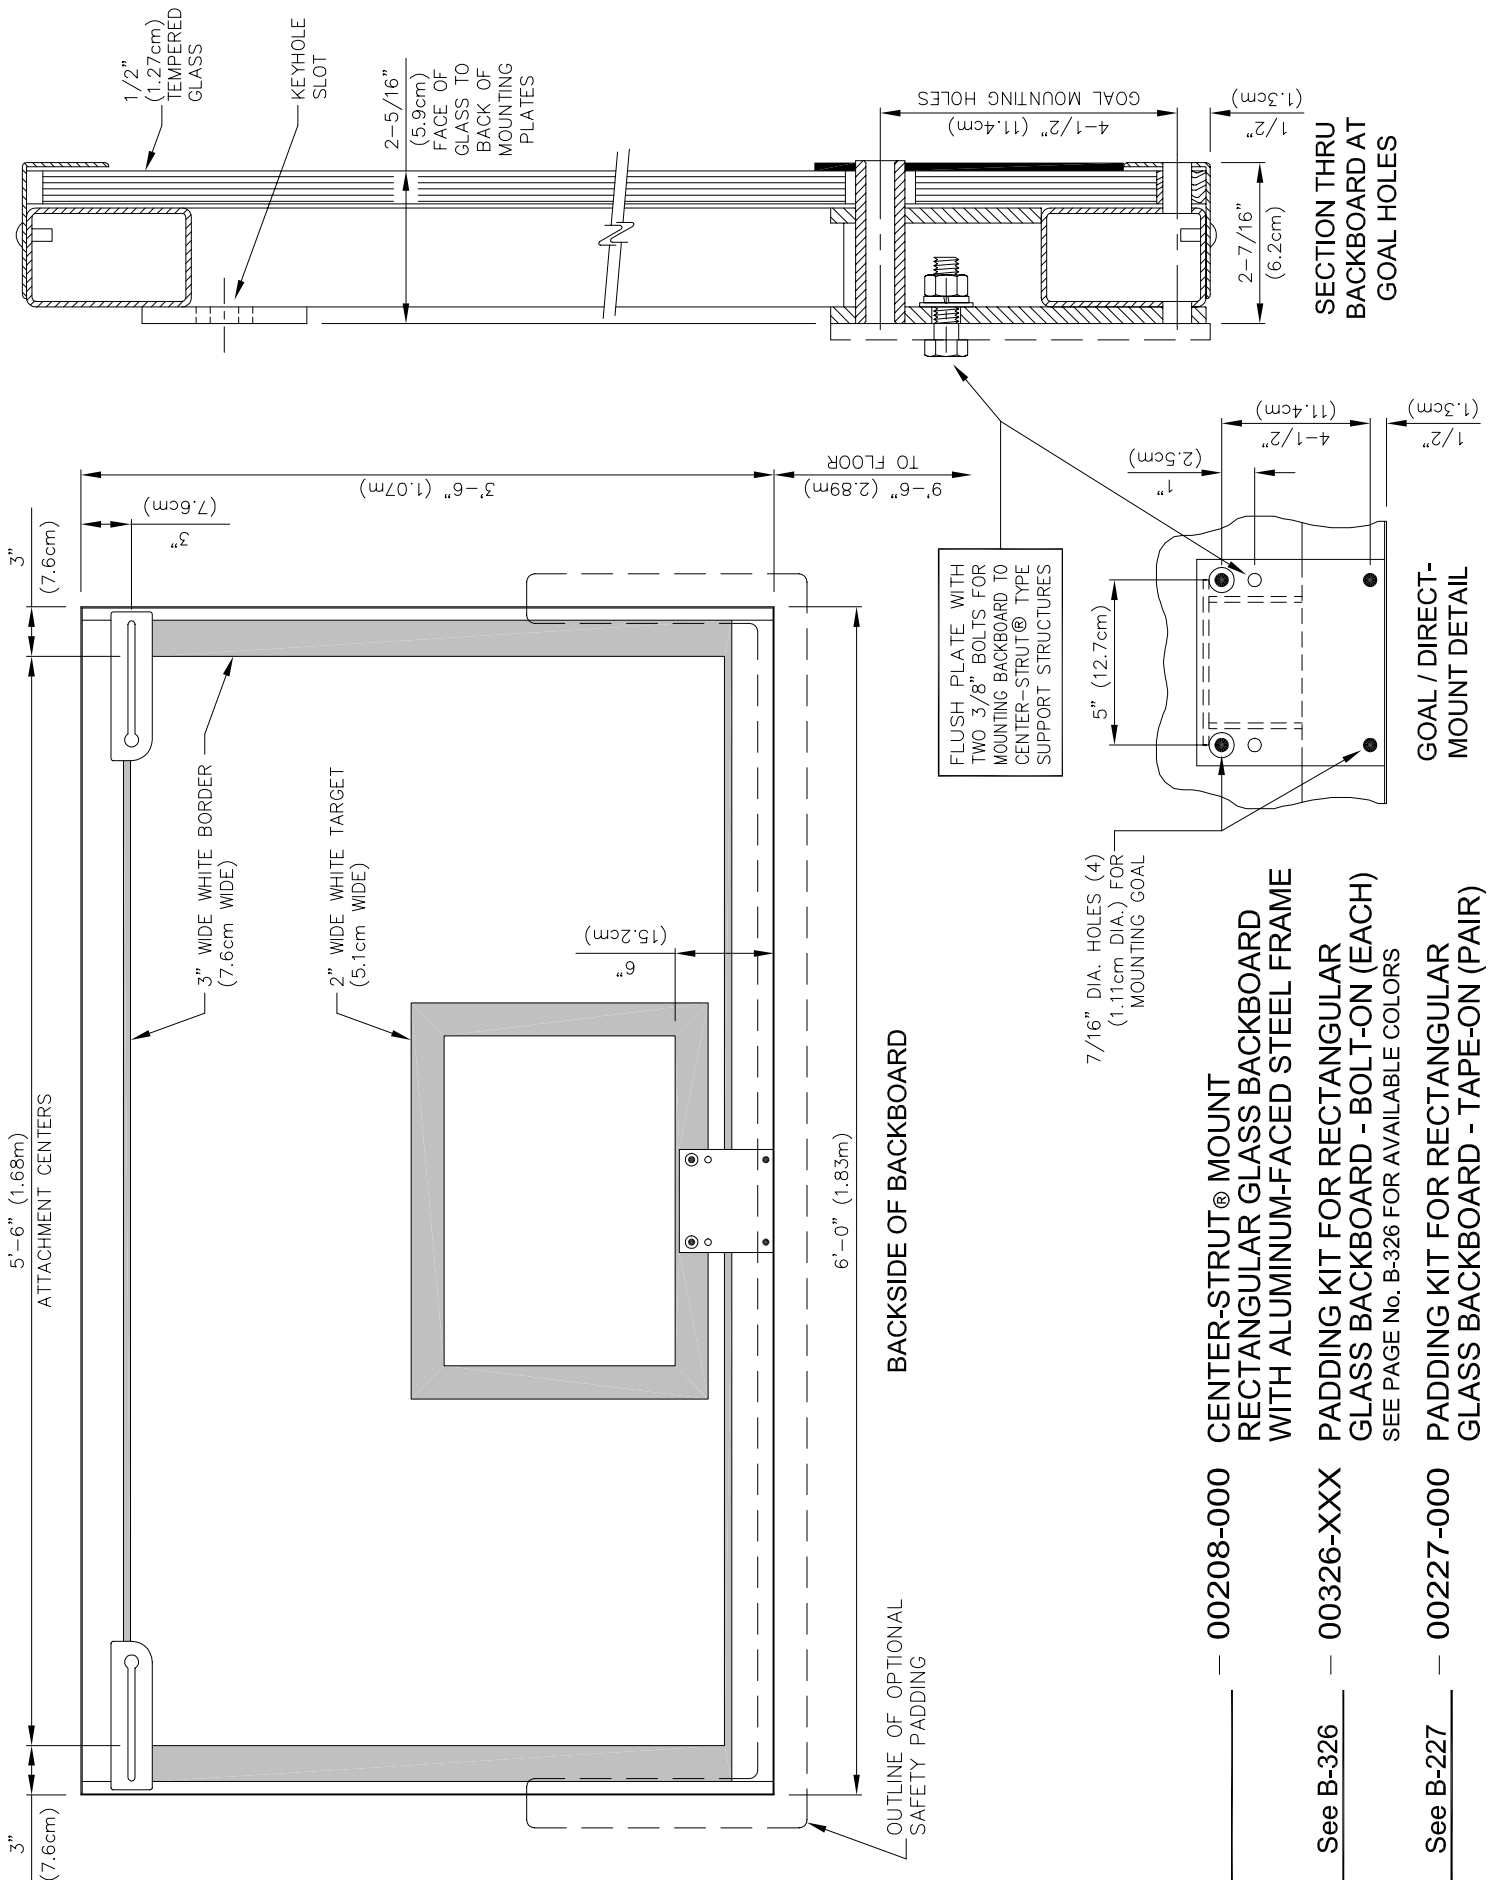 3"
(7.6cm)
5'-6" (1.68m)
ATTACHMENT CENTERS
3"
(7.6cm)
3"
(7.6cm)
3'-6" (1.07m)
9'-6" (2.89m)
TO FLOOR
3" WIDE WHITE BORDER
(7.6cm WIDE)
2" WIDE WHITE TARGET
(5.1cm WIDE)
6"
(15.2cm)
6'-0" (1.83m)
OUTLINE OF OPTIONAL
SAFETY PADDING
BACKSIDE OF BACKBOARD
1/2"
(1.27cm)
TEMPERED
GLASS
KEYHOLE
SLOT
2-5/16"
(5.9cm)
FACE OF
GLASS TO
BACK OF
MOUNTING
PLATES
4-1/2" (11.4cm)
GOAL MOUNTING HOLES
1/2"
(1.3cm)
2-7/16"
(6.2cm)
SECTION THRU
BACKBOARD AT
GOAL HOLES
FLUSH PLATE WITH
TWO 3/8" BOLTS FOR
MOUNTING BACKBOARD TO
CENTER-STRUT® TYPE
SUPPORT STRUCTURES
5" (12.7cm)
1"
(2.5cm)
4-1/2"
(11.4cm)
1/2"
(1.3cm)
7/16" DIA. HOLES (4)
(1.11cm DIA.) FOR
MOUNTING GOAL
GOAL / DIRECT-
MOUNT DETAIL
— 00208-000 CENTER-STRUT® MOUNT
RECTANGULAR GLASS BACKBOARD
WITH ALUMINUM-FACED STEEL FRAME
See B-326 — 00326-XXX PADDING KIT FOR RECTANGULAR
GLASS BACKBOARD - BOLT-ON (EACH)
SEE PAGE No. B-326 FOR AVAILABLE COLORS
See B-227 — 00227-000 PADDING KIT FOR RECTANGULAR
GLASS BACKBOARD - TAPE-ON (PAIR)